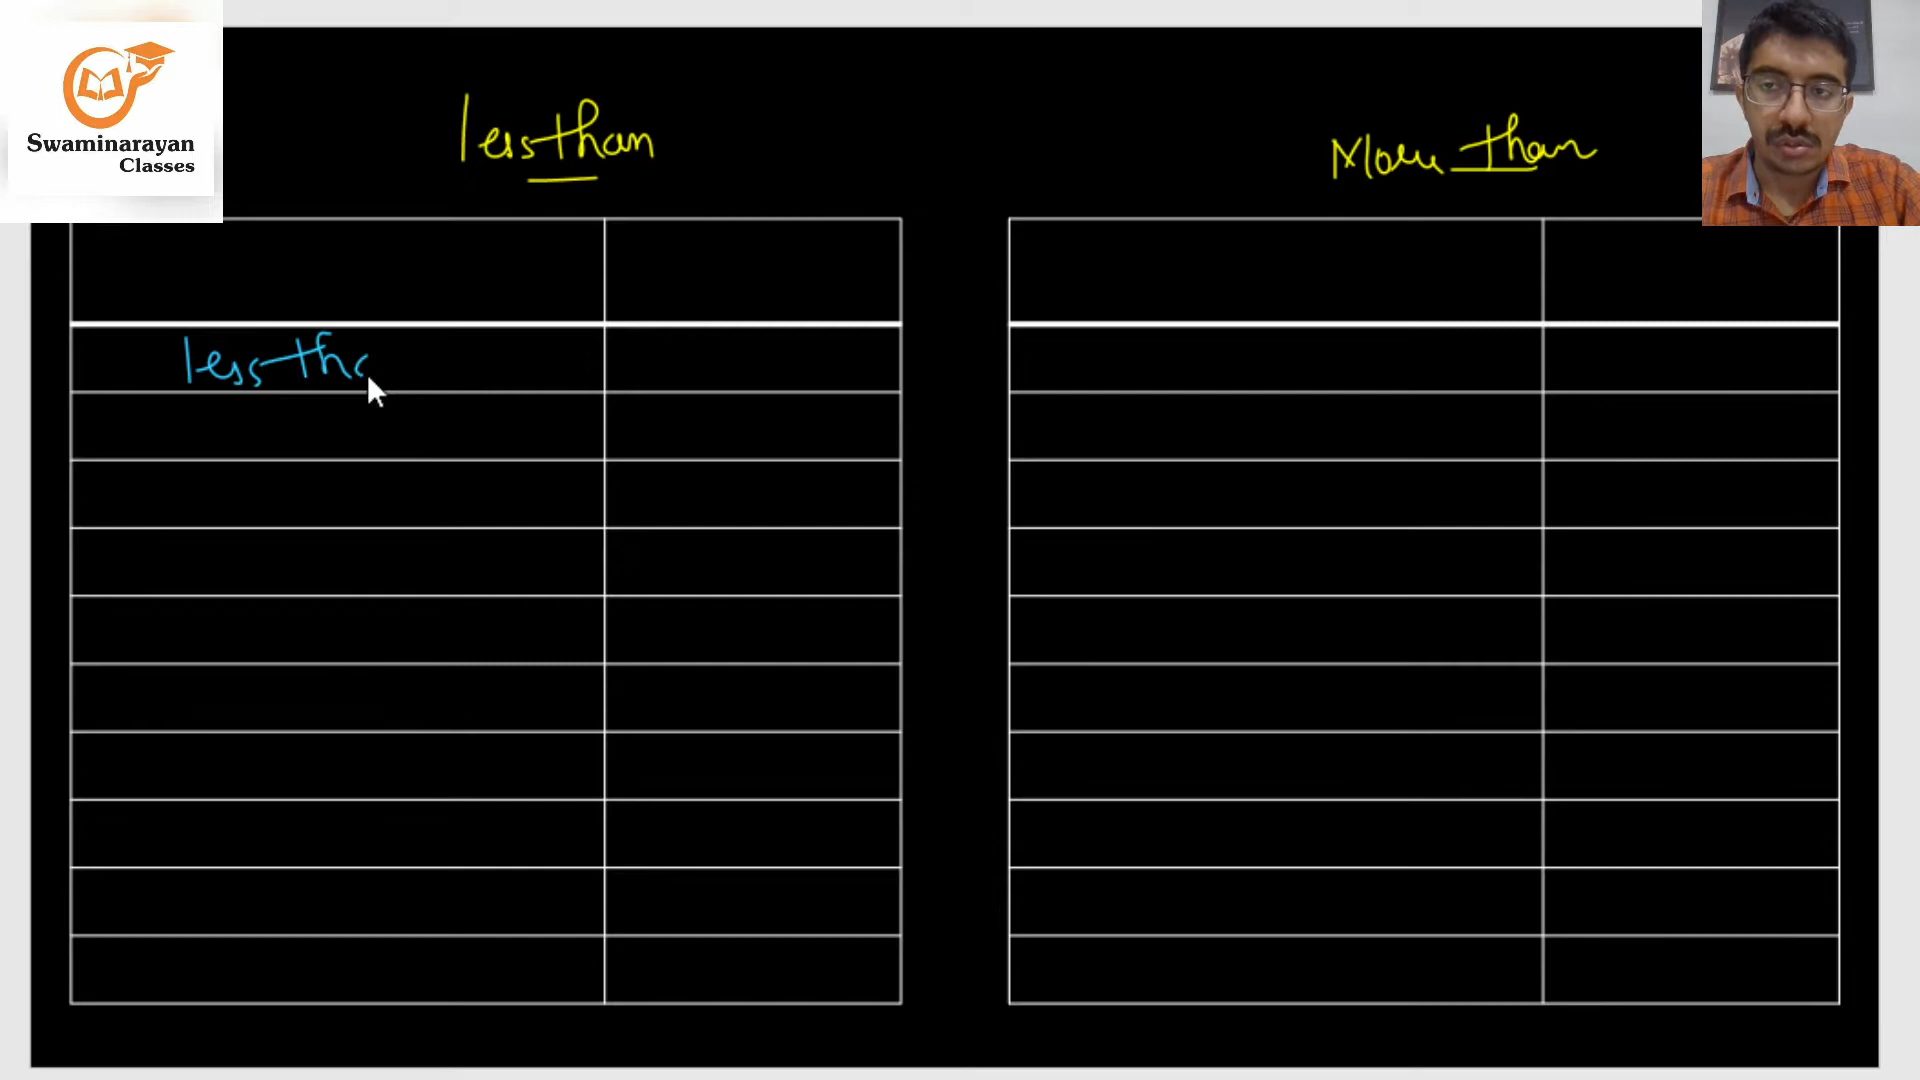 Swaminarayan
Classes
less than
More than
less tha